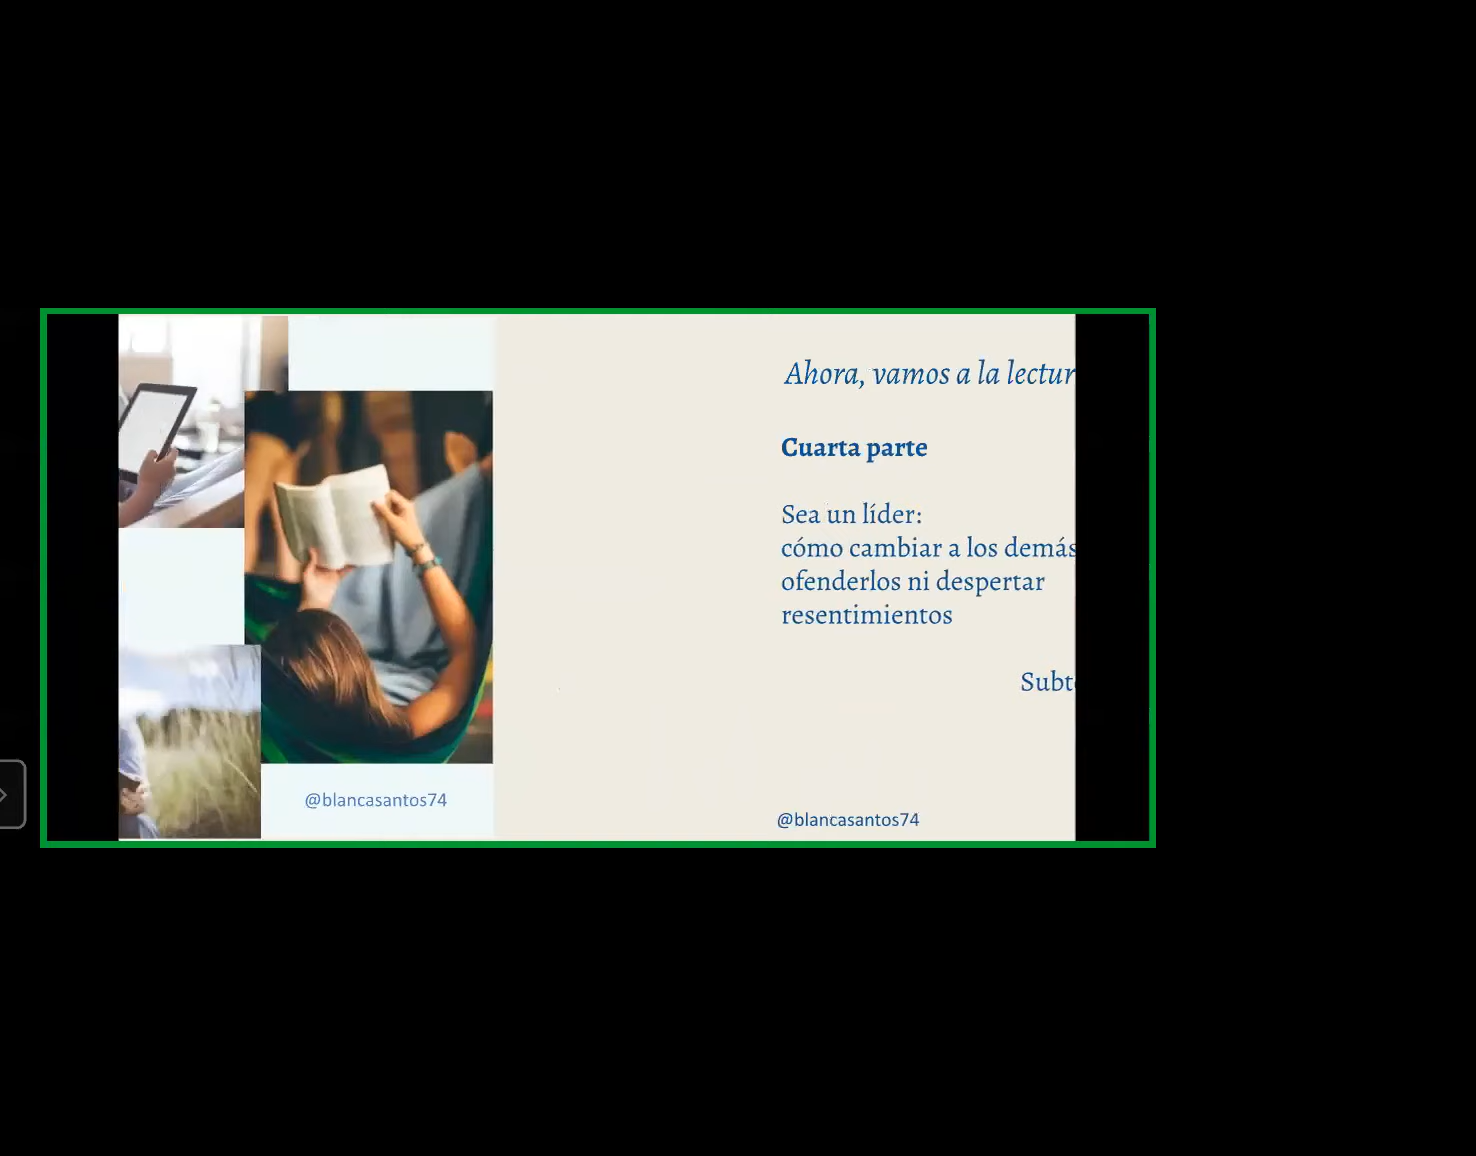 Ahora, vamos a la lectur
Cuarta parte
Sea un líder:
cómo cambiar a los demás
ofenderlos ni despertar
resentimientos
Subt
@blancasantos74
@blancasantos74